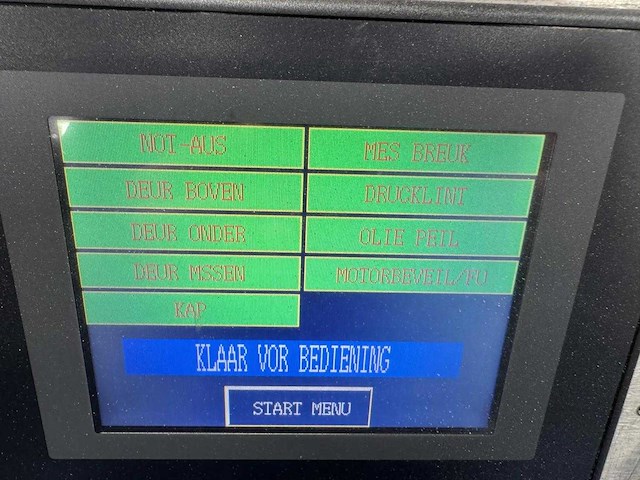 NOT-AUS
MES BREUK
DEUR BOVEN
DRUCKLINT
DEUR ONDER
OLIE PEIL
DEUR MSSEN
MOTORBEVEIL/FU
KAP
KLAAR VOR BEDIENING
START MENU